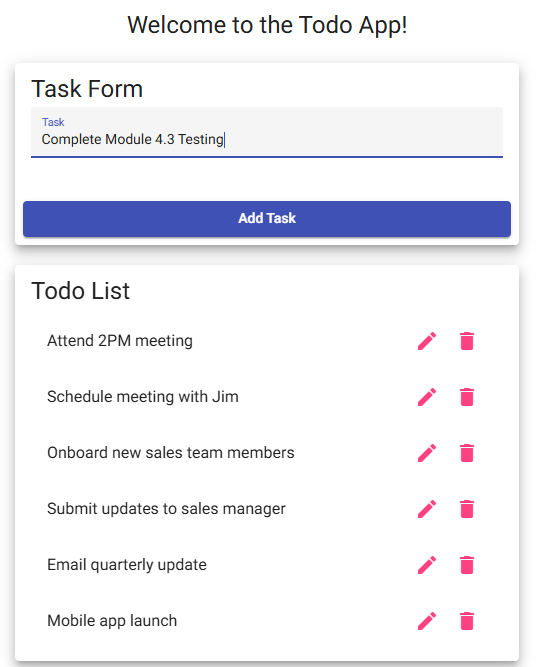 Welcome to the Todo App!
Task Form
Task
Complete Module 4.3 Testing
Add Task
Todo List
Attend 2PM meeting
Schedule meeting with Jim
Onboard new sales team members
Submit updates to sales manager
Email quarterly update
Mobile app launch